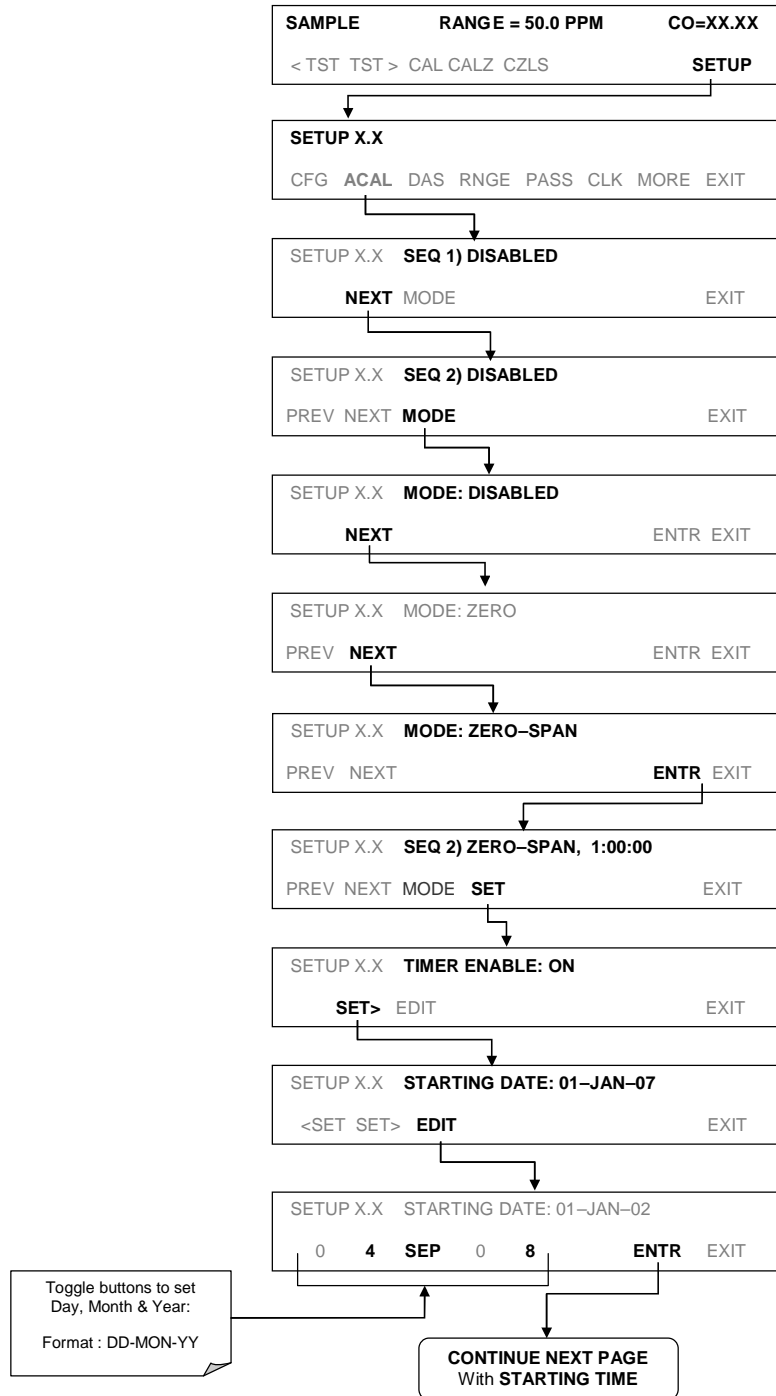 SAMPLE RANGE = 50.0 PPM CO=XX.XX
< TST TST > CAL CALZ CZLS SETUP
SETUP X.X
CFG ACAL DAS RNGE PASS CLK MORE EXIT
SETUP X.X SEQ 1) DISABLED
NEXT MODE EXIT
SETUP X.X SEQ 2) DISABLED
PREV NEXT MODE EXIT
SETUP X.X MODE: DISABLED
NEXT ENTR EXIT
SETUP X.X MODE: ZERO
PREV NEXT ENTR EXIT
SETUP X.X MODE: ZERO–SPAN
PREV NEXT ENTR EXIT
SETUP X.X SEQ 2) ZERO–SPAN, 1:00:00
PREV NEXT MODE SET EXIT
SETUP X.X TIMER ENABLE: ON
SET> EDIT EXIT
SETUP X.X STARTING DATE: 01–JAN–07
<SET SET> EDIT EXIT
SETUP X.X STARTING DATE: 01–JAN–02
0 4 SEP 0 8 ENTR EXIT
Toggle buttons to set
Day, Month & Year:
Format : DD-MON-YY
CONTINUE NEXT PAGE
With STARTING TIME